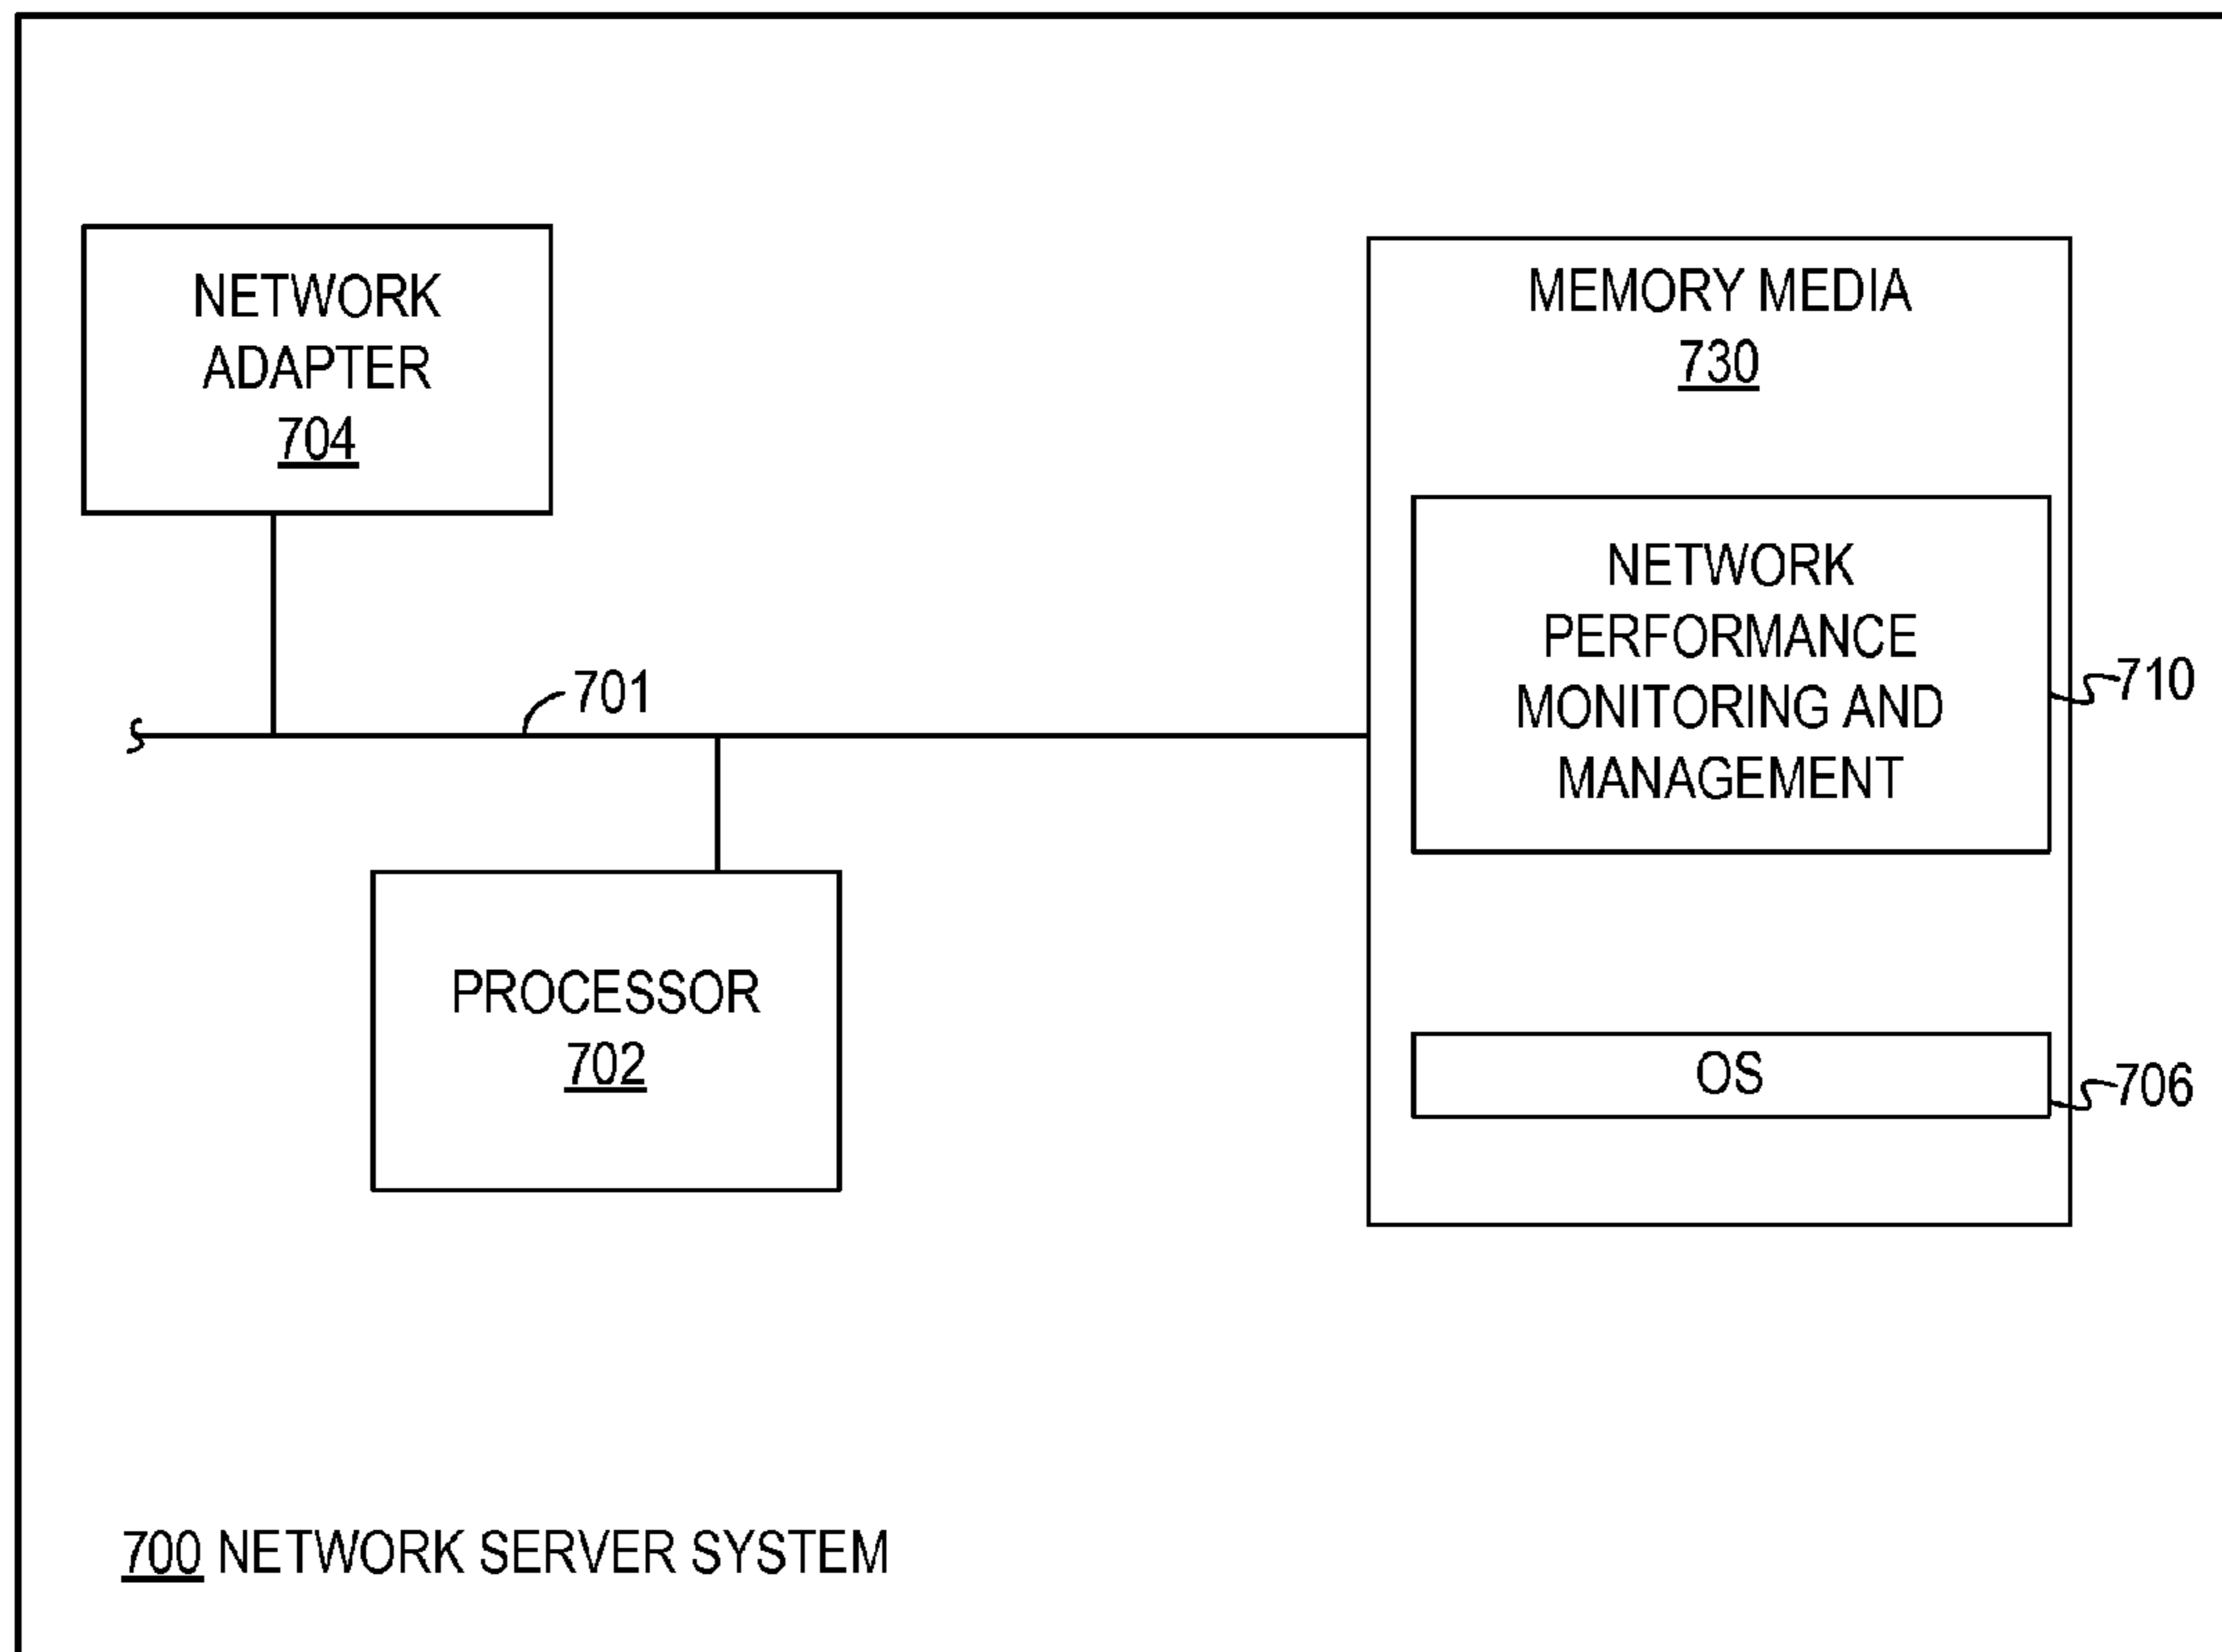 NETWORK
ADAPTER
704
MEMORY MEDIA
730
NETWORK
PERFORMANCE
MONITORING AND
MANAGEMENT
710
701
PROCESSOR
702
OS
706
700 NETWORK SERVER SYSTEM